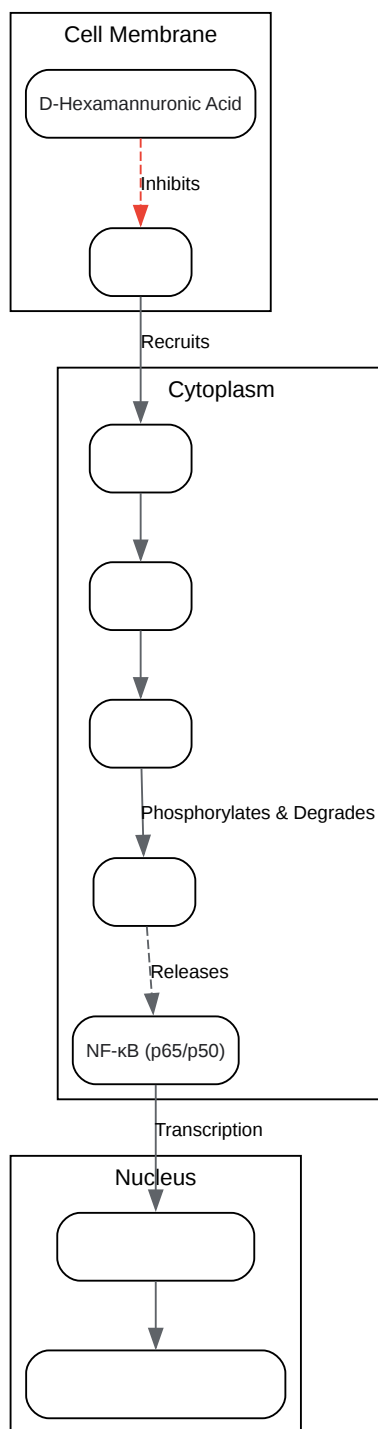 Cell Membrane
D-Hexamannuronic Acid
Inhibits
Recruits
Cytoplasm
Phosphorylates & Degrades
Releases
NF-κB (p65/p50)
Transcription
Nucleus